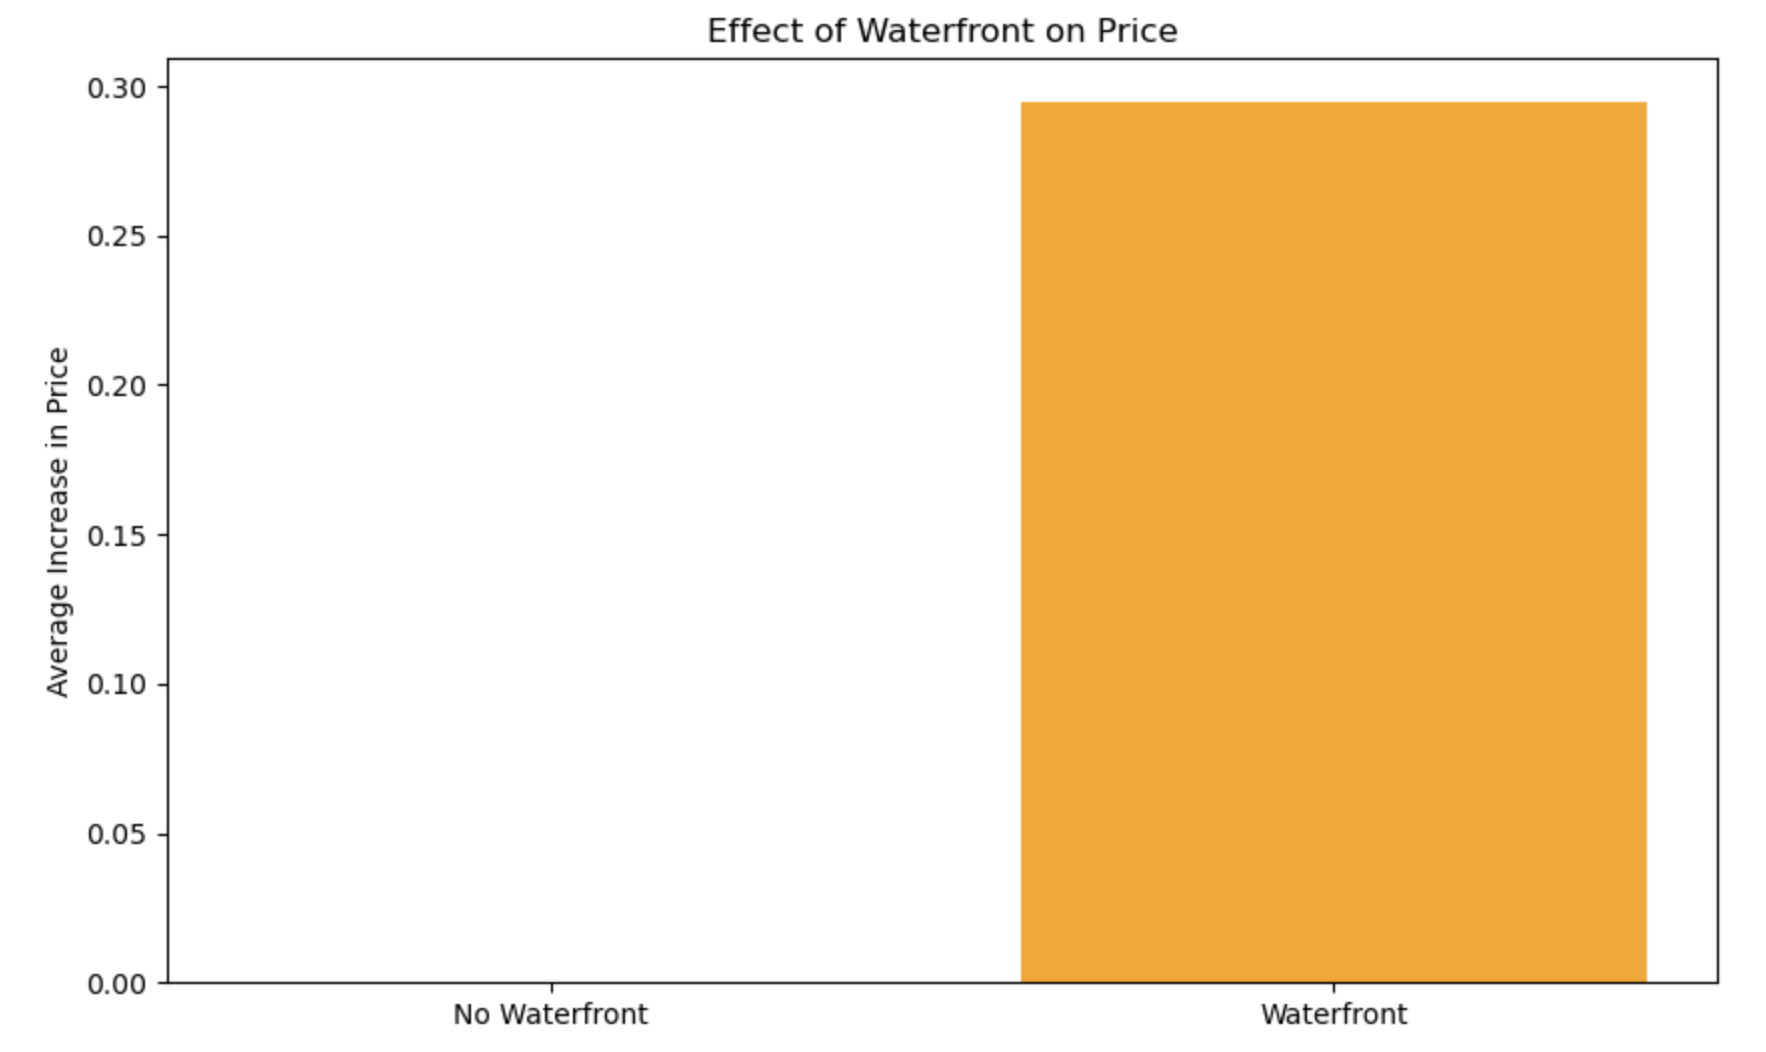 Effect of Waterfront on Price
Average Increase in Price
0.30
0.25
0.20
0.15
0.10
0.05
0.00
No Waterfront
Waterfront